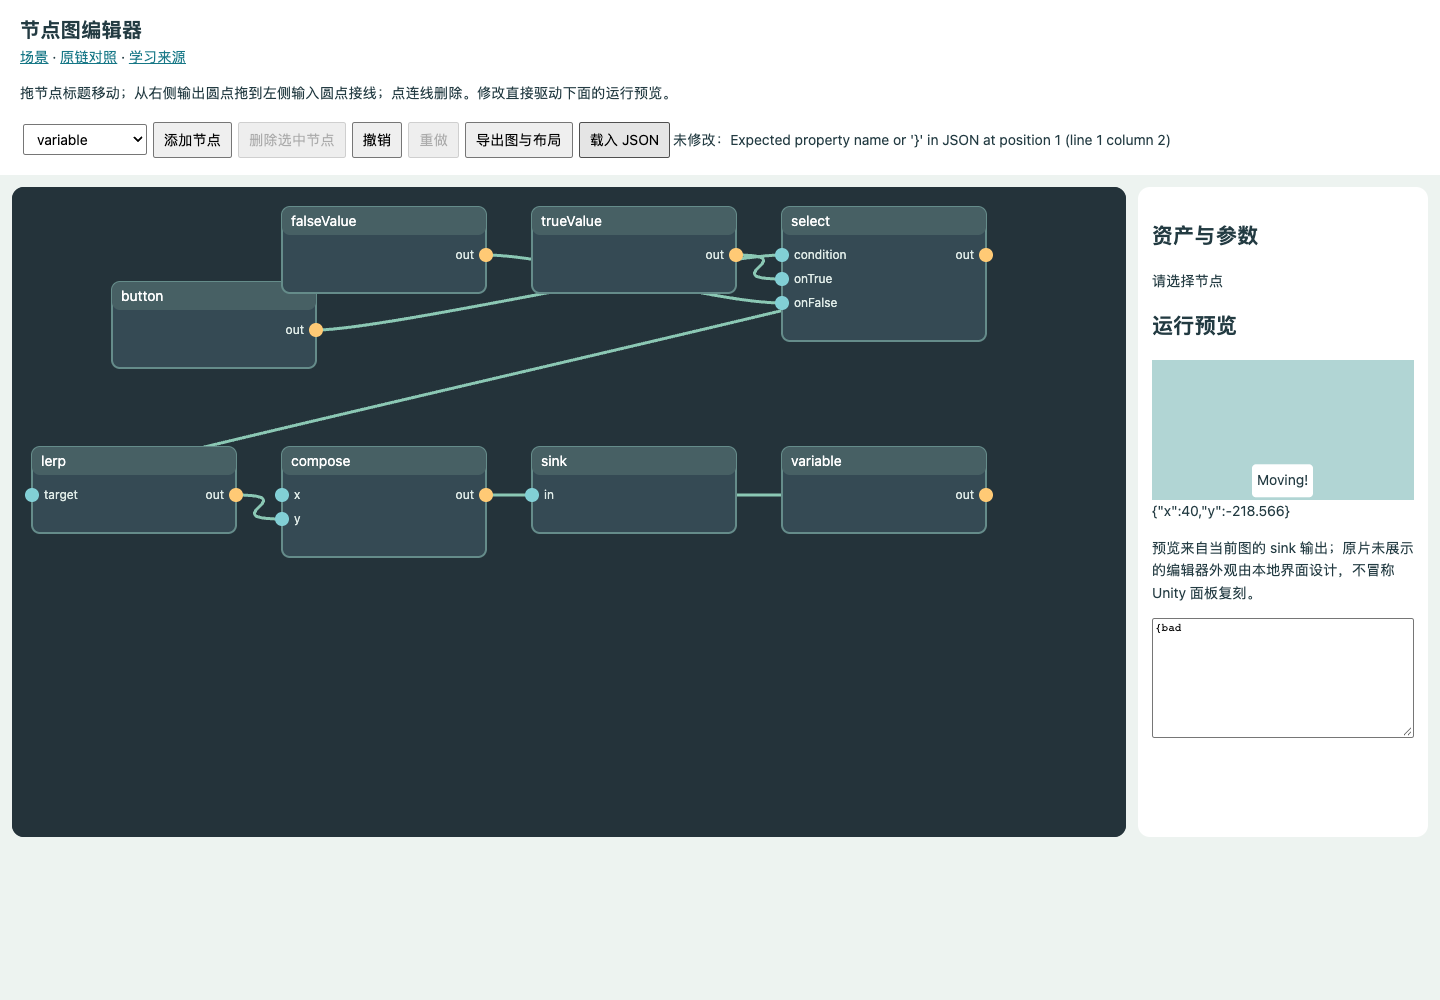 节点图编辑器
场景 · 原链对照 · 学习来源
拖节点标题移动；从右侧输出圆点拖到左侧输入圆点接线；点连线删除。修改直接驱动下面的运行预览。
variable 添加节点 删除选中节点 撤销 重做 导出图与布局 载入 JSON 未修改：Expected property name or '}' in JSON at position 1 (line 1 column 2)
falseValue
out
trueValue
out
select
condition out
onTrue
onFalse
button
out
lerp
target out
compose
x out
y
sink
in
variable
out
资产与参数
请选择节点
运行预览
Moving!
{"x":40,"y":-218.566}
预览来自当前图的 sink 输出；原片未展示
的编辑器外观由本地界面设计，不冒称
Unity 面板复刻。
{bad